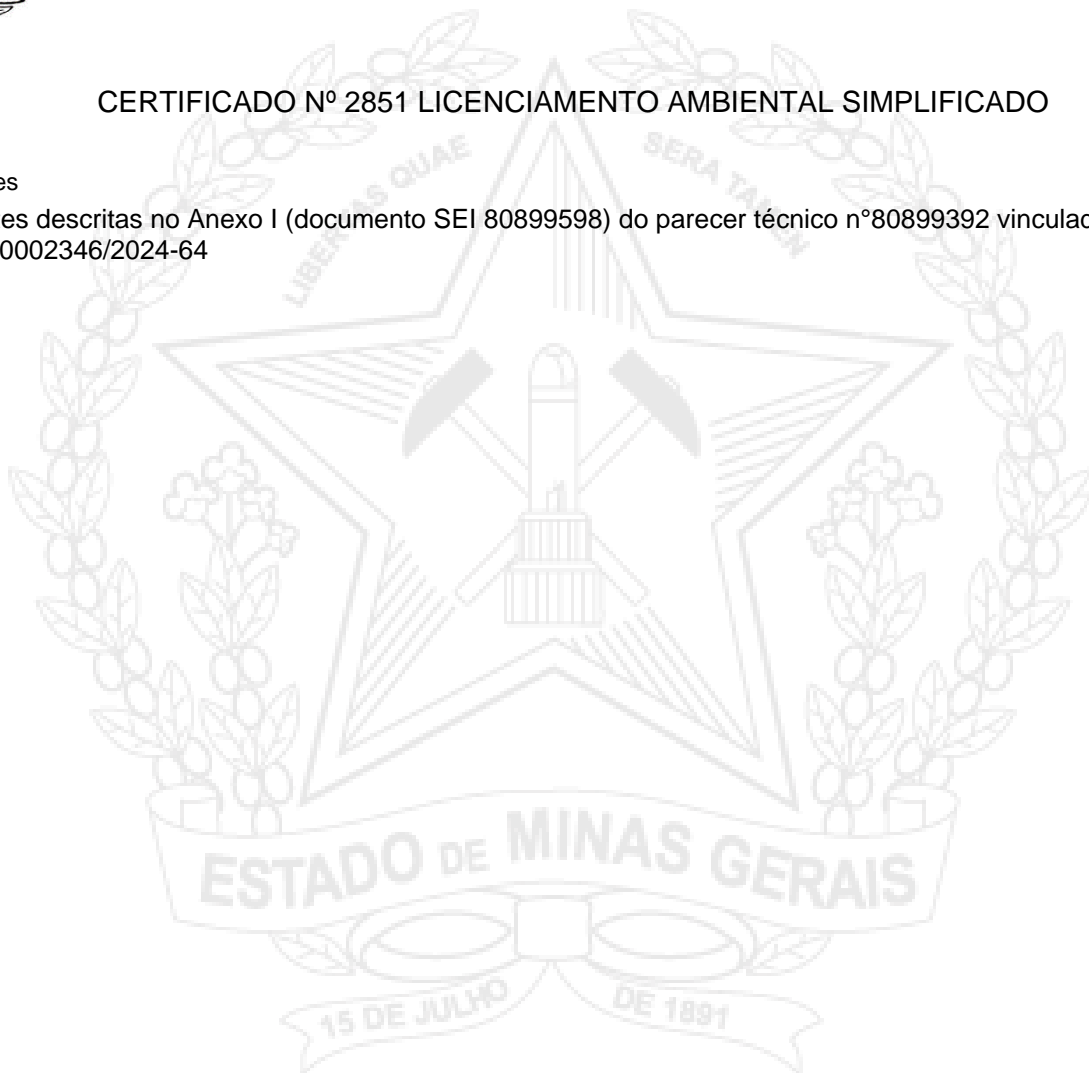 CERTIFICADO Nº 2851 LICENCIAMENTO AMBIENTAL SIMPLIFICADO
LIBERTAS QUAE SERA TAMEN
es
es descritas no Anexo I (documento SEI 80899598) do parecer técnico n°80899392 vinculad
0002346/2024-64
ESTADO DE MINAS GERAIS
15 DE JULHO DE 1891